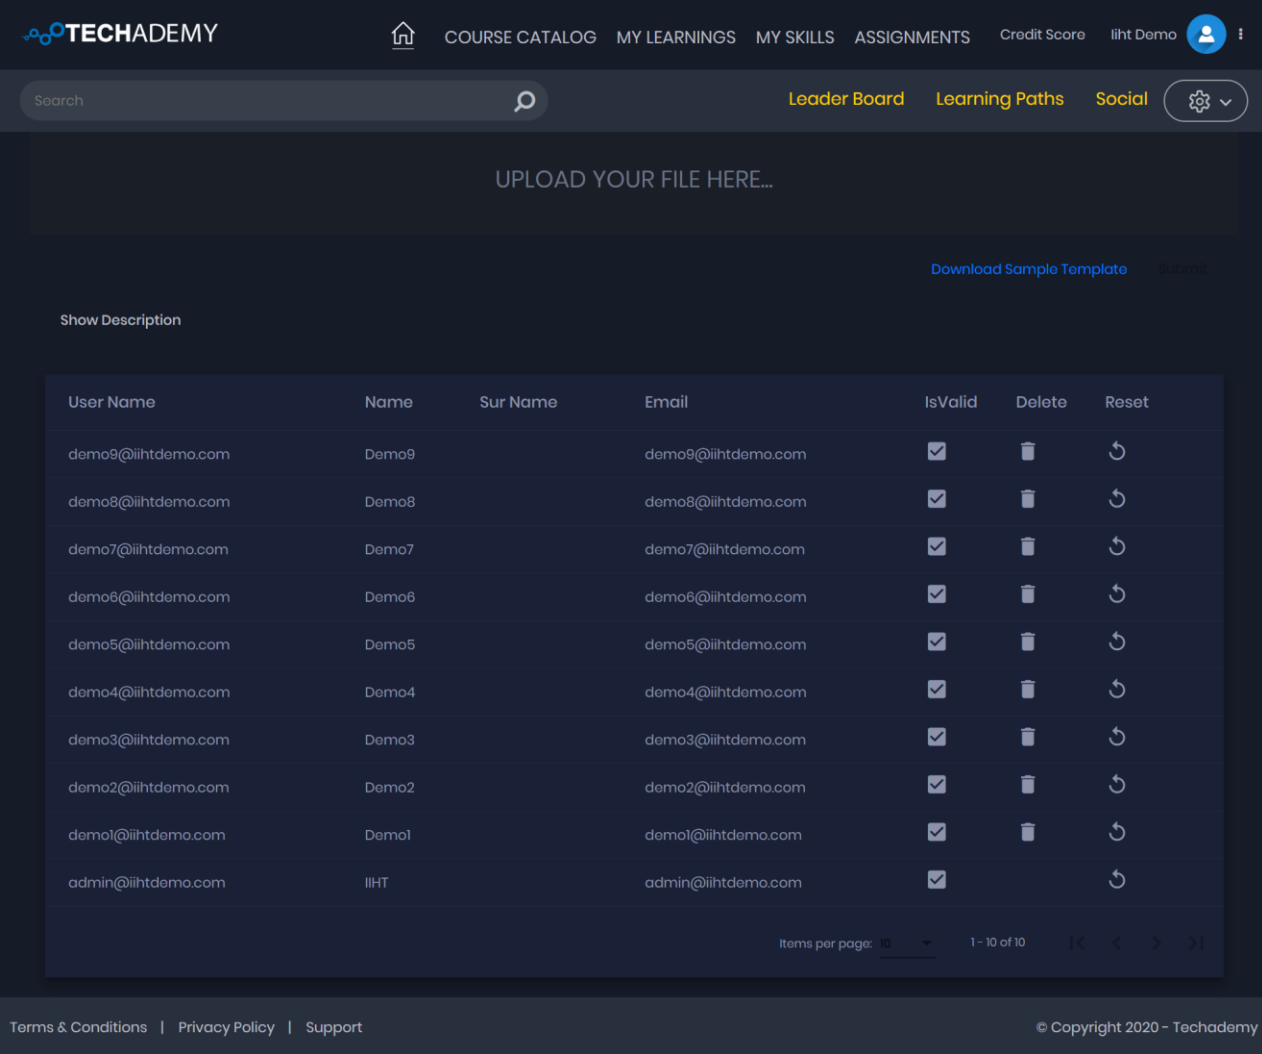 TECHADEMY
COURSE CATALOG MY LEARNINGS MY SKILLS ASSIGNMENTS Credit Score Iiht Demo
Search Leader Board Learning Paths Social
UPLOAD YOUR FILE HERE...
Download Sample Template Submit
Show Description
User Name Name Sur Name Email IsValid Delete Reset
demo9@iihtdemo.com Demo9 demo9@iihtdemo.com
demo8@iihtdemo.com Demo8 demo8@iihtdemo.com
demo7@iihtdemo.com Demo7 demo7@iihtdemo.com
demo6@iihtdemo.com Demo6 demo6@iihtdemo.com
demo5@iihtdemo.com Demo5 demo5@iihtdemo.com
demo4@iihtdemo.com Demo4 demo4@iihtdemo.com
demo3@iihtdemo.com Demo3 demo3@iihtdemo.com
demo2@iihtdemo.com Demo2 demo2@iihtdemo.com
demo1@iihtdemo.com Demo1 demo1@iihtdemo.com
admin@iihtdemo.com IIHT admin@iihtdemo.com
Items per page: 10 1 - 10 of 10
Terms & Conditions | Privacy Policy | Support © Copyright 2020 - Techademy